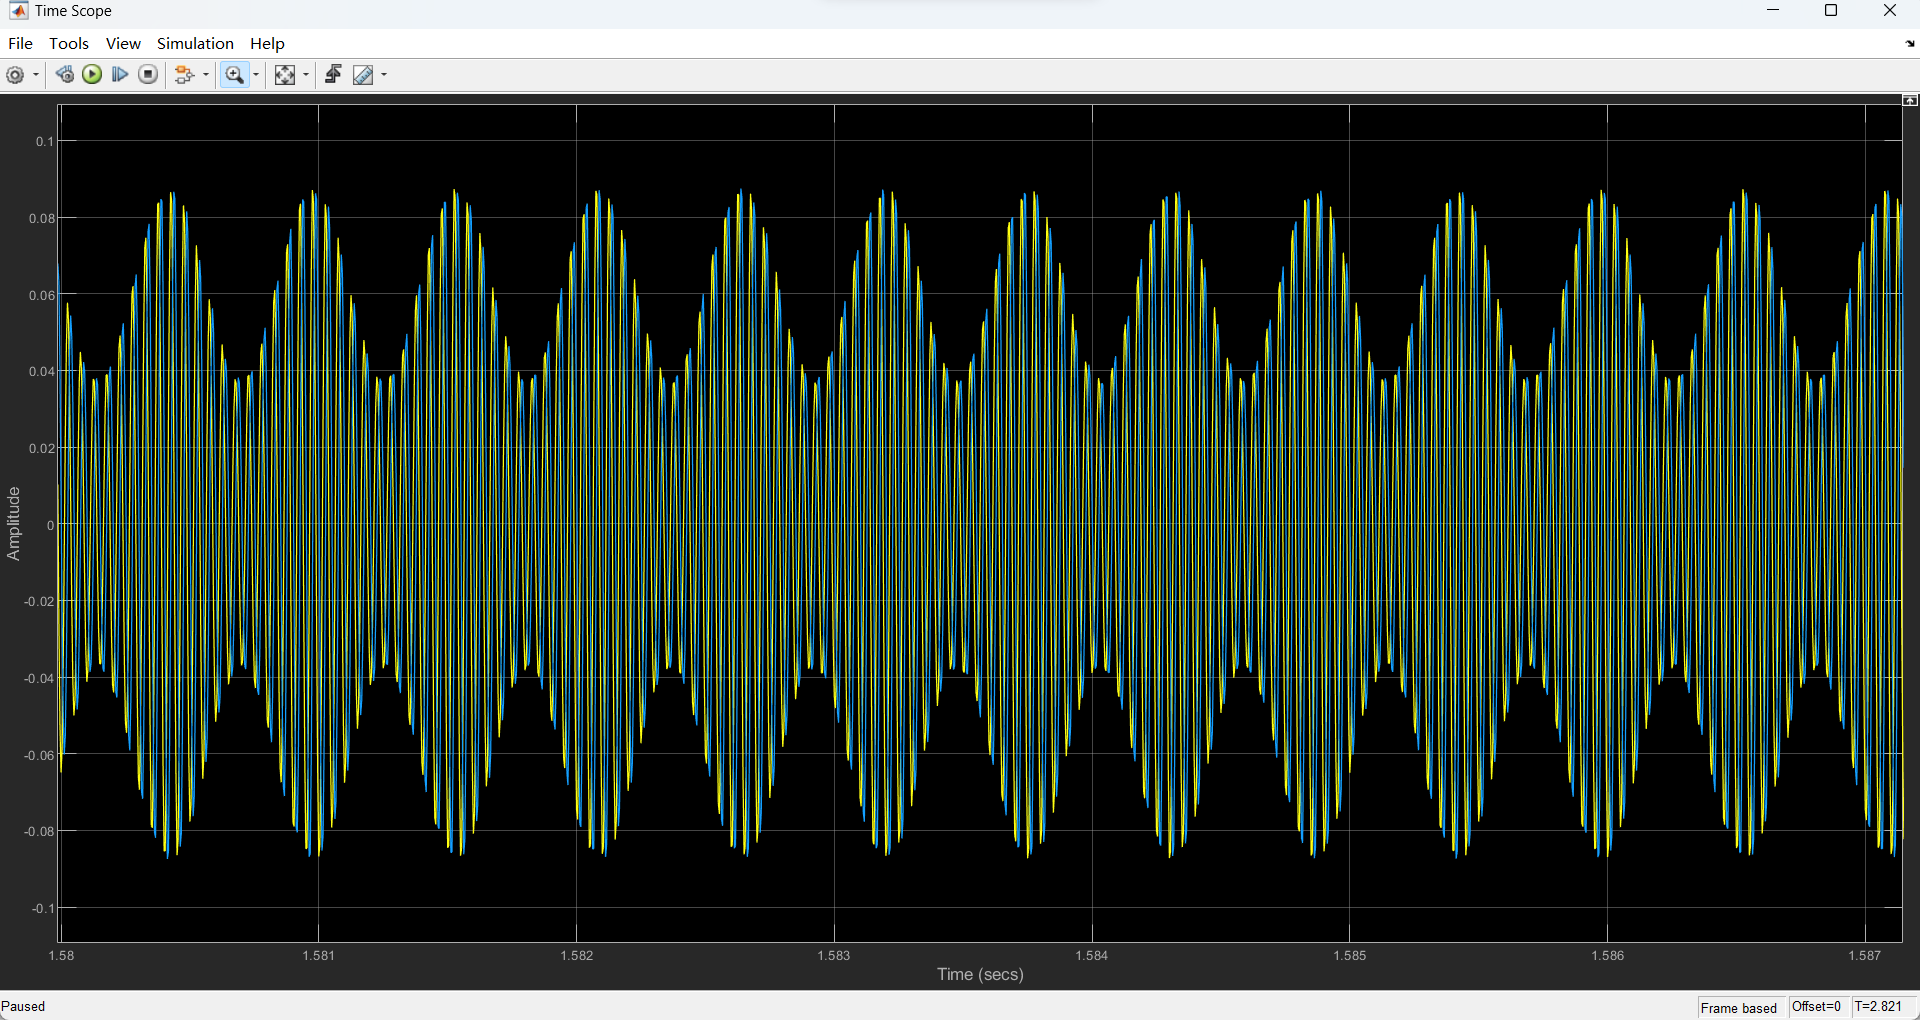 Time Scope
File Tools View Simulation Help
0.1
0.08
0.06
0.04
0.02
0
-0.02
-0.04
-0.06
-0.08
-0.1
Amplitude
1.58 1.581 1.582 1.583 1.584 1.585 1.586 1.587
Time (secs)
Paused
Frame based Offset=0 T=2.821